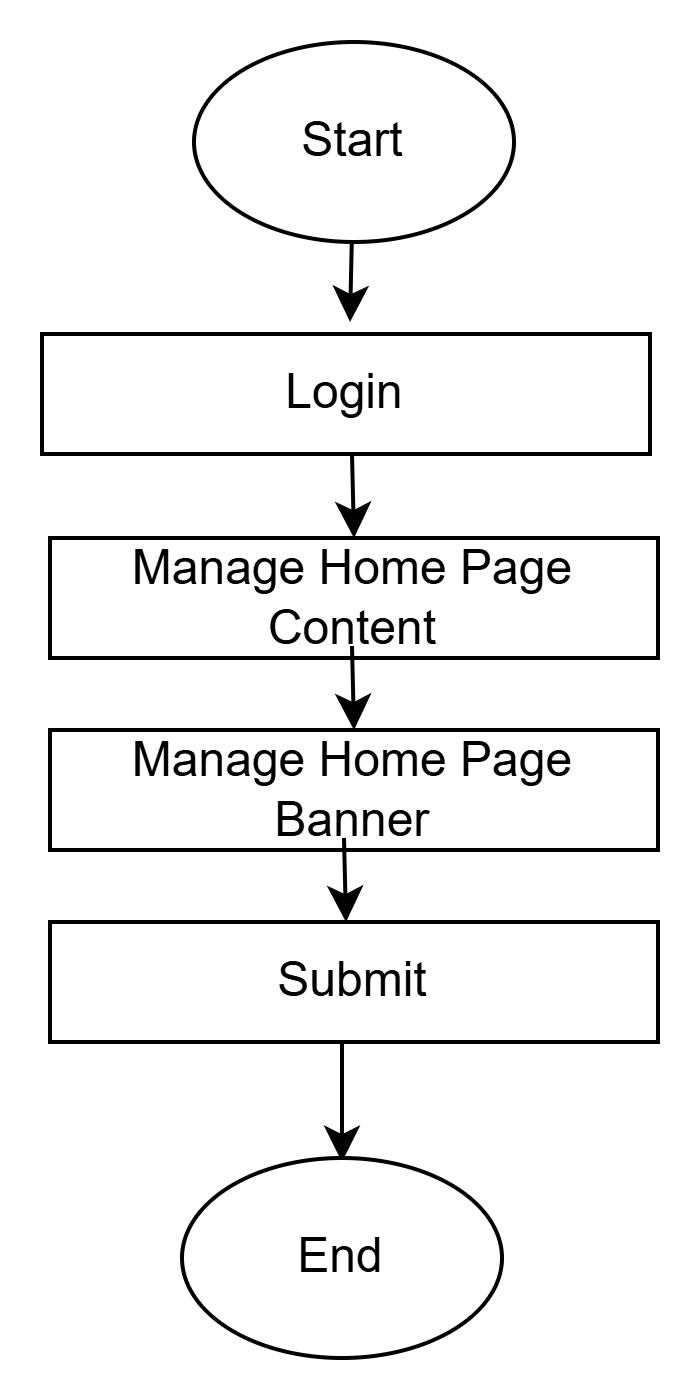 Start
Login
Manage Home Page
Content
Manage Home Page
Banner
Submit
End